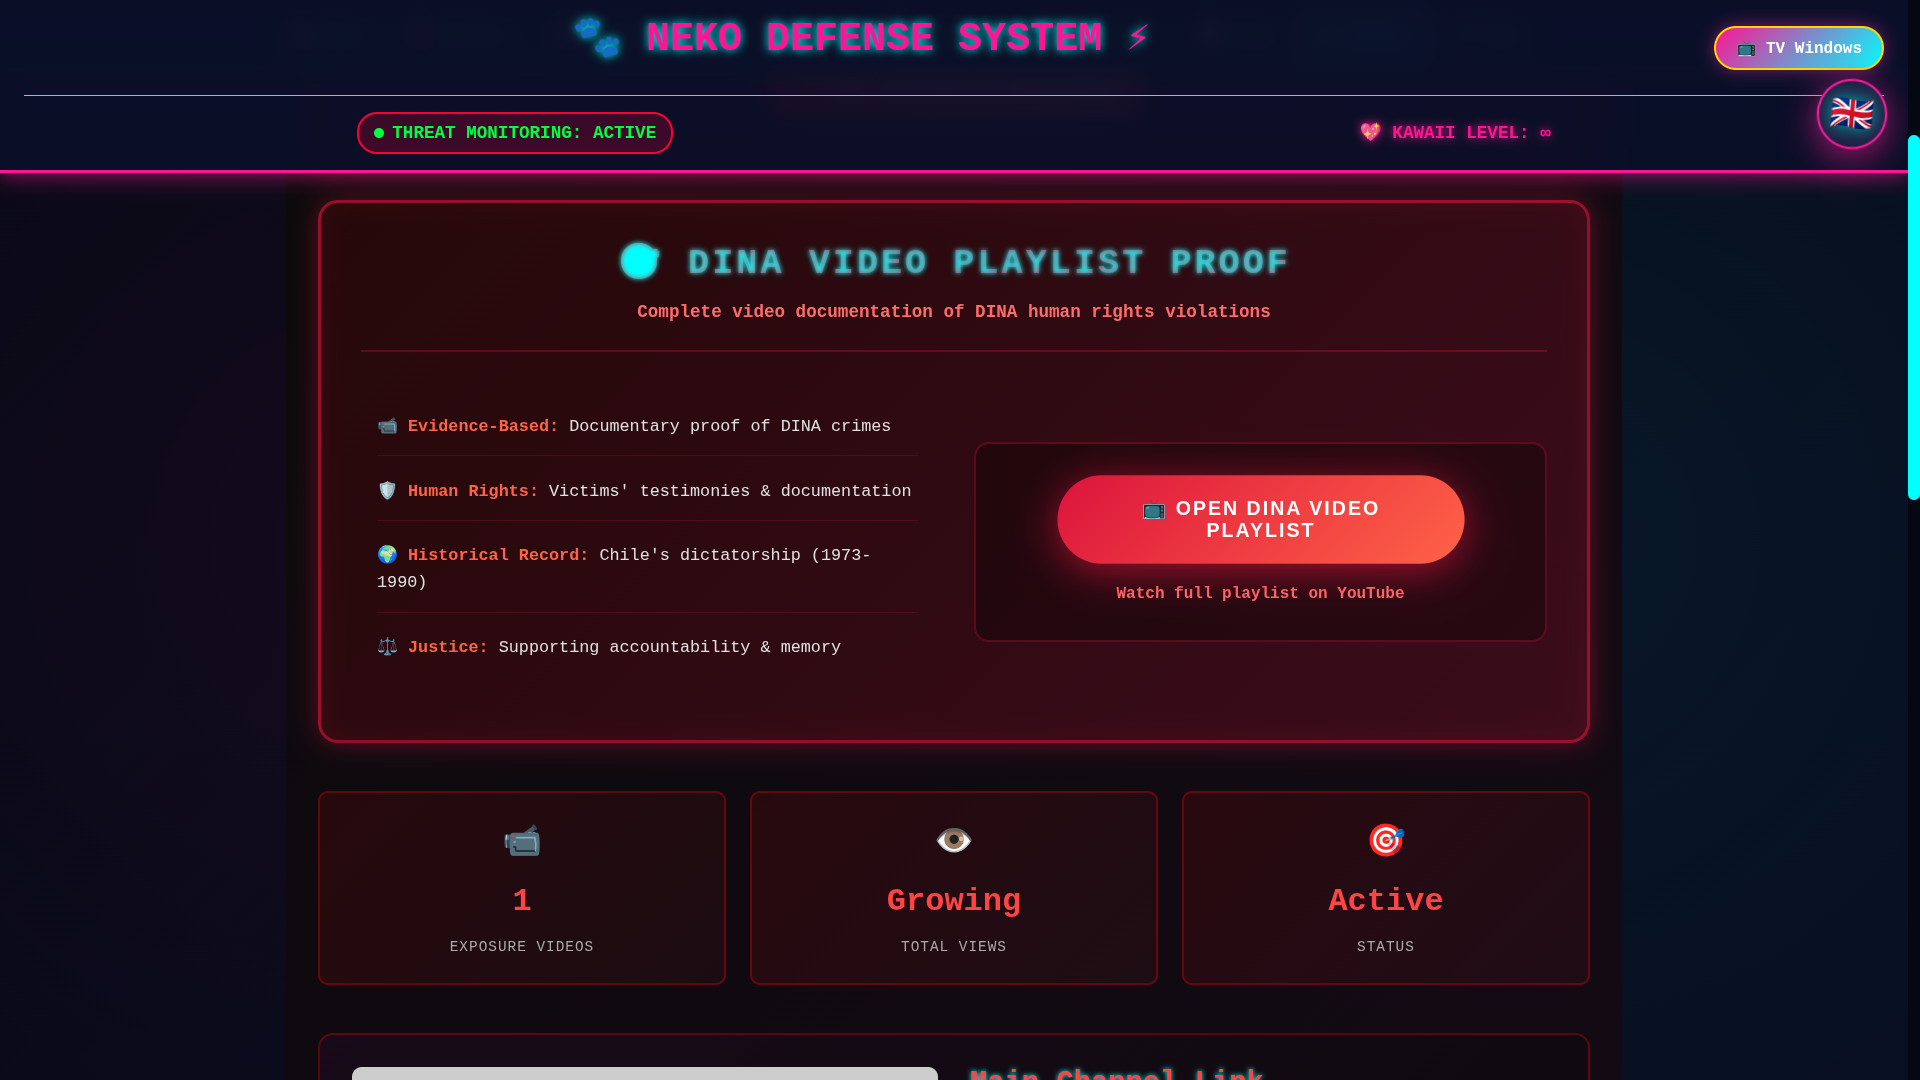 🐾 NEKO DEFENSE SYSTEM ⚡
📺 TV Windows
THREAT MONITORING: ACTIVE
💖 KAWAII LEVEL: ∞
DINA VIDEO PLAYLIST PROOF
Complete video documentation of DINA human rights violations
📹 Evidence-Based: Documentary proof of DINA crimes
🛡️ Human Rights: Victims' testimonies & documentation
🌍 Historical Record: Chile's dictatorship (1973-
1990)
⚖️ Justice: Supporting accountability & memory
📺 OPEN DINA VIDEO
PLAYLIST
Watch full playlist on YouTube
1
EXPOSURE VIDEOS
Growing
TOTAL VIEWS
Active
STATUS
Main Channel Link